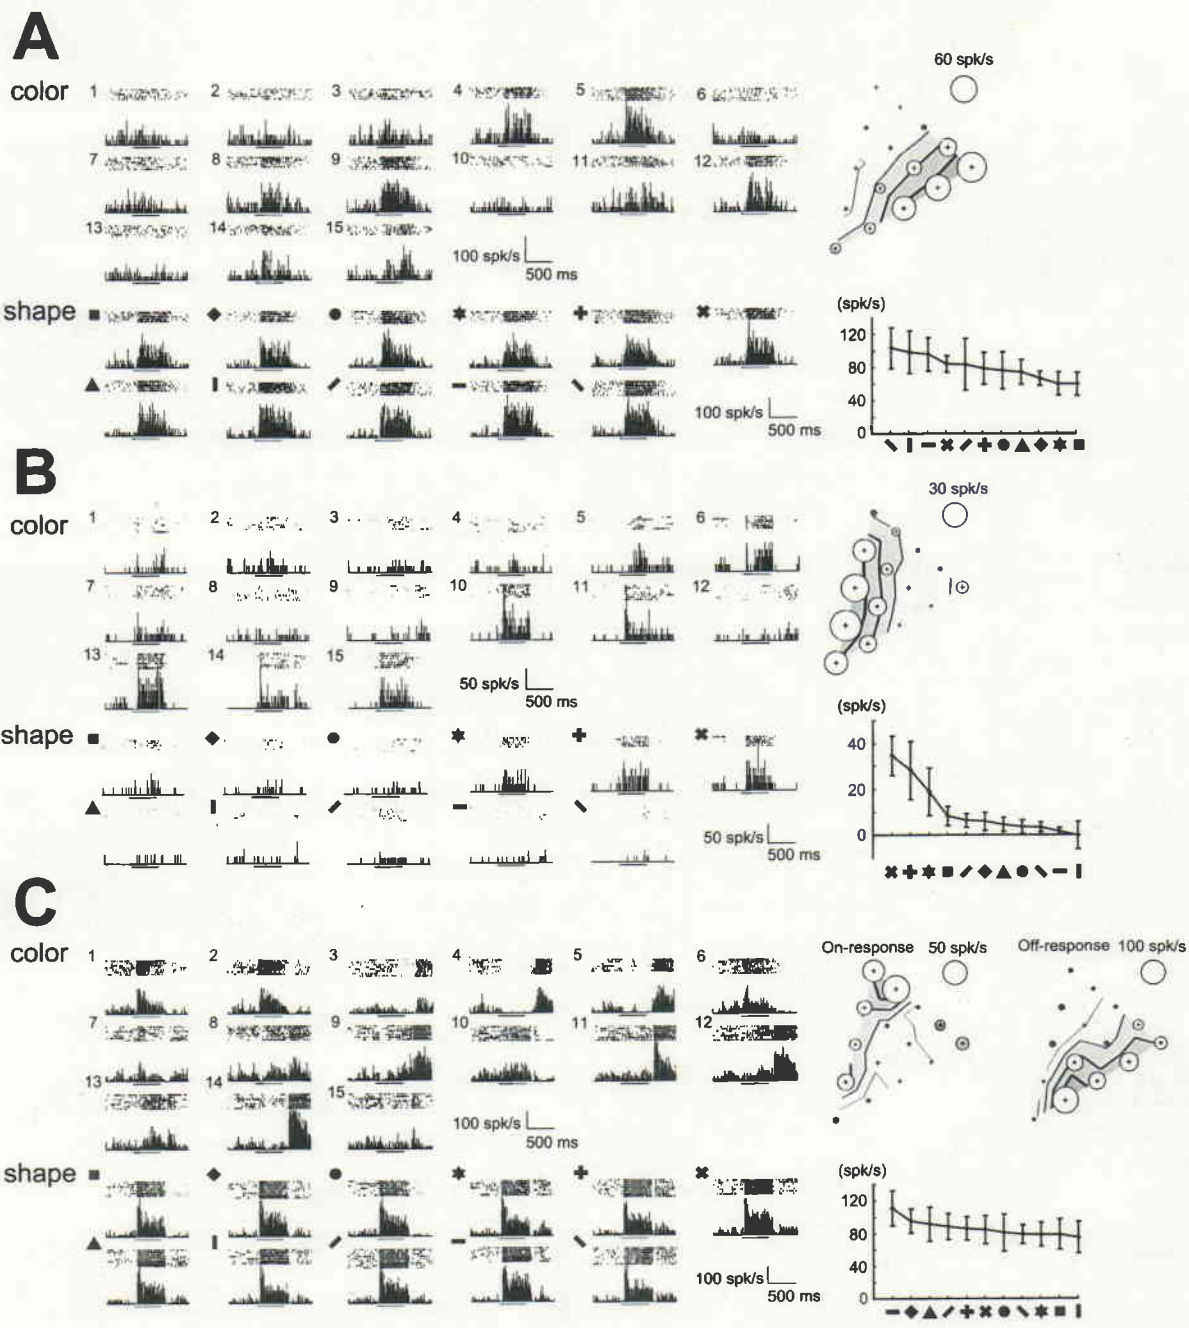 A
60 spk/s
color 1 2 3 4 5 6
7 8 9 10 11 12
13 14 15
100 spk/s
500 ms
shape
(spk/s)
120
80
40
0
100 spk/s
500 ms
B
30 spk/s
color 1 2 3 4 5 6
7 8 9 10 11 12
13 14 15
50 spk/s
500 ms
shape
(spk/s)
40
20
0
50 spk/s
500 ms
C
color 1 2 3 4 5 6
On-response 50 spk/s
Off-response 100 spk/s
7 8 9 10 11 12
13 14 15
100 spk/s
500 ms
shape
(spk/s)
120
80
40
0
100 spk/s
500 ms